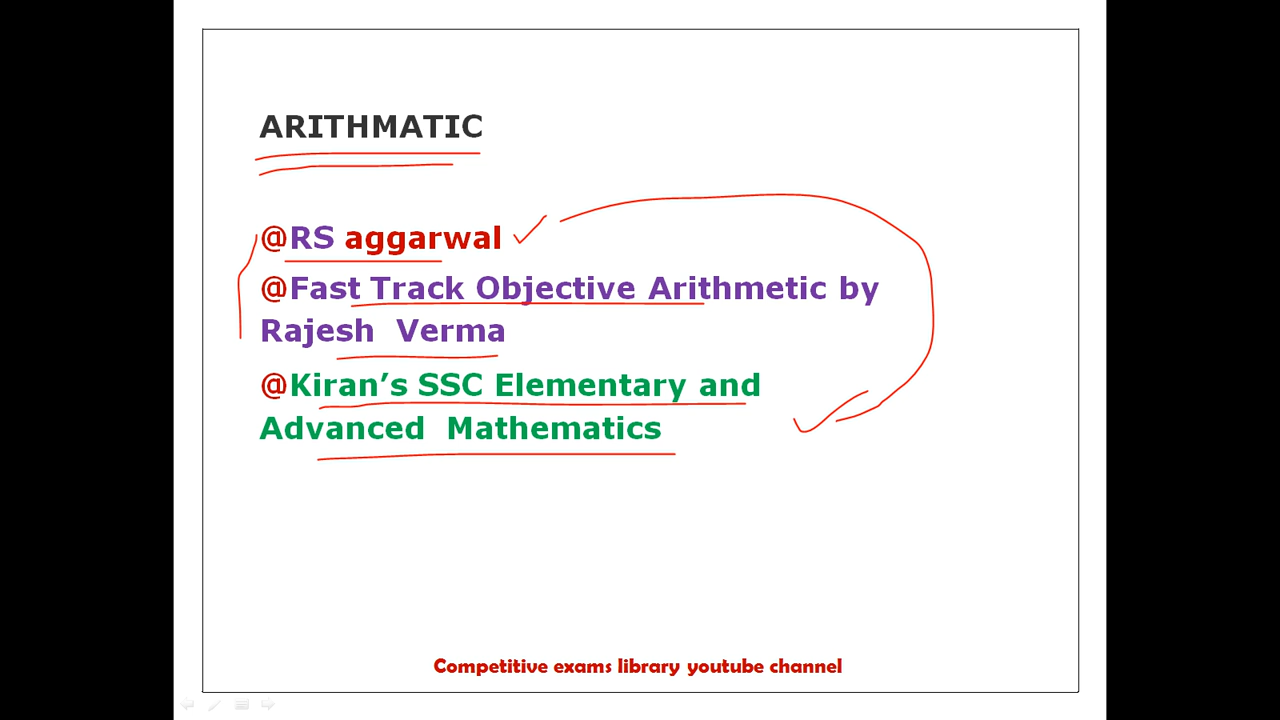 ARITHMATIC
@RS aggarwal
@Fast Track Objective Arithmetic by
Rajesh Verma
@Kiran’s SSC Elementary and
Advanced Mathematics
Competitive exams library youtube channel